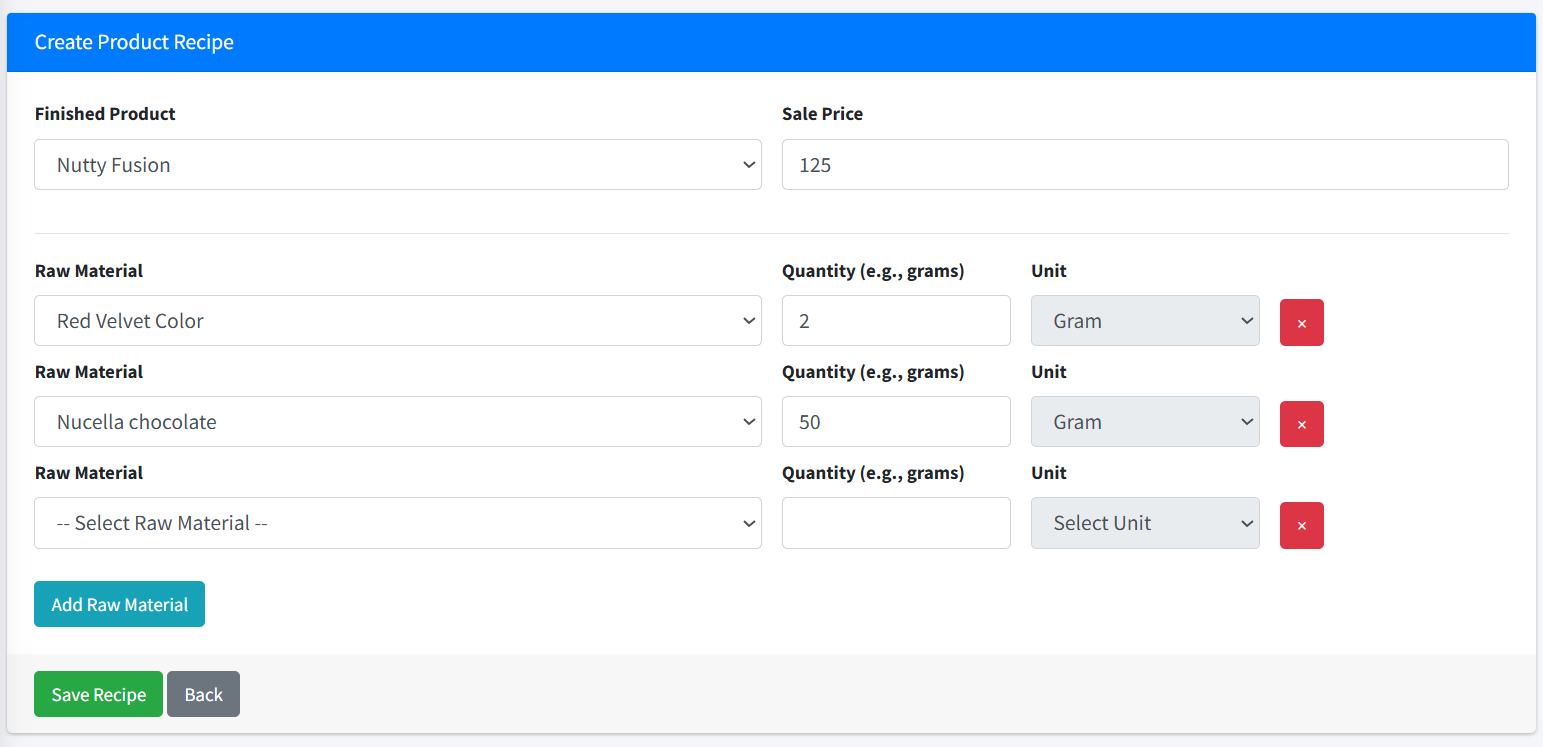 Create Product Recipe
Finished Product Sale Price
Nutty Fusion 125
Raw Material Quantity (e.g., grams) Unit
Red Velvet Color 2 Gram ×
Raw Material Quantity (e.g., grams) Unit
Nucella chocolate 50 Gram ×
Raw Material Quantity (e.g., grams) Unit
-- Select Raw Material -- Select Unit ×
Add Raw Material
Save Recipe Back